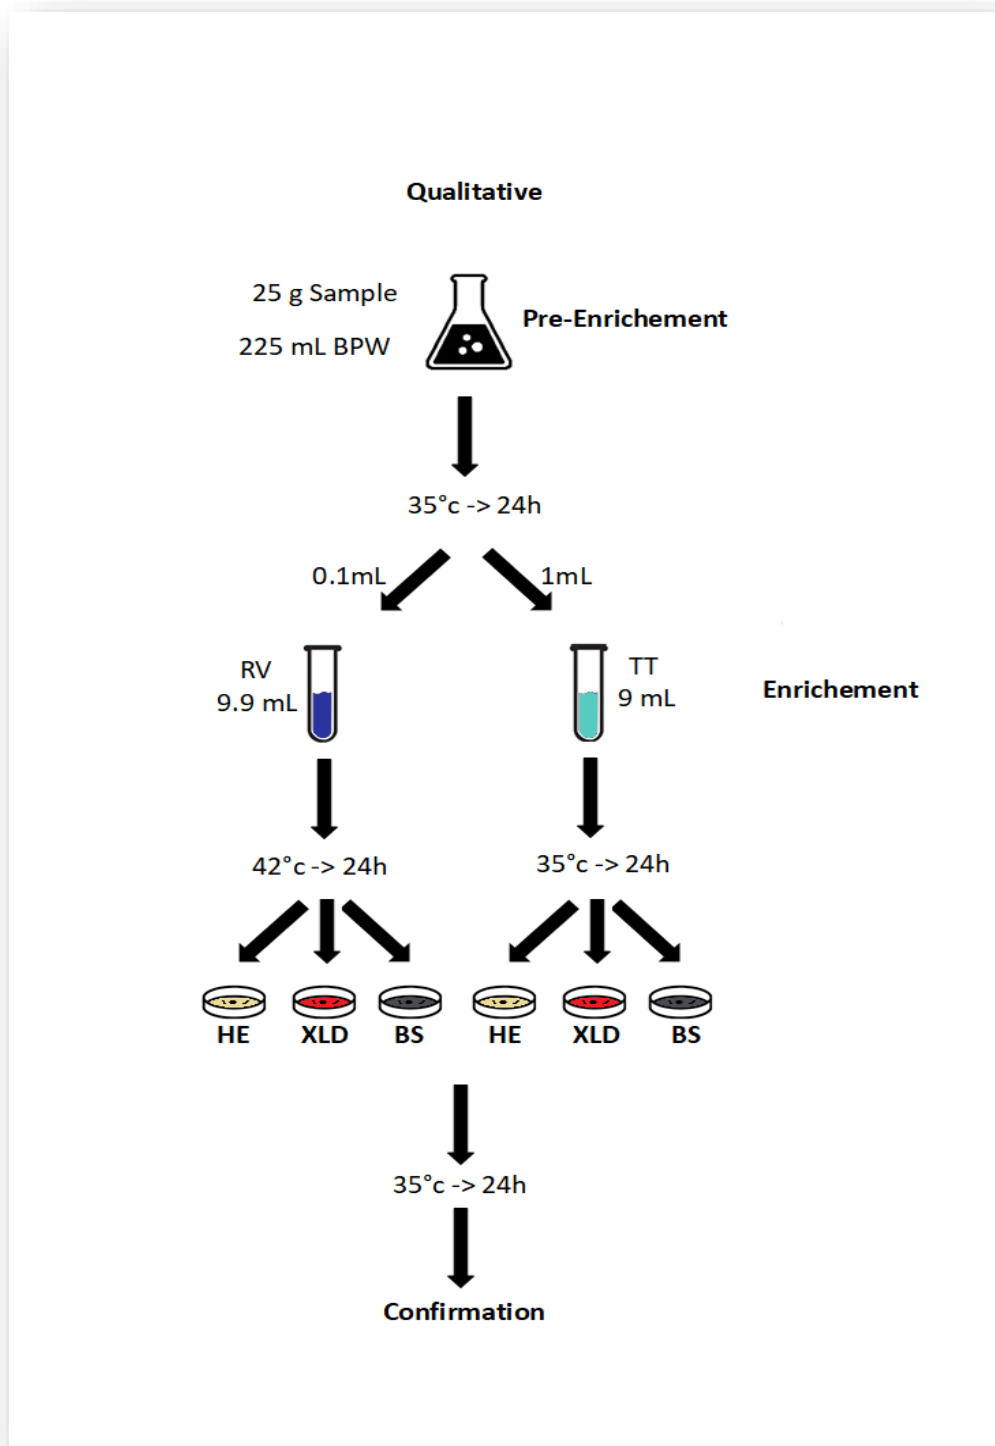 Qualitative
25 g Sample
225 mL BPW
Pre-Enrichement
35°c -> 24h
0.1mL
1mL
RV
9.9 mL
TT
9 mL
Enrichement
42°c -> 24h
35°c -> 24h
HE
XLD
BS
HE
XLD
BS
35°c -> 24h
Confirmation